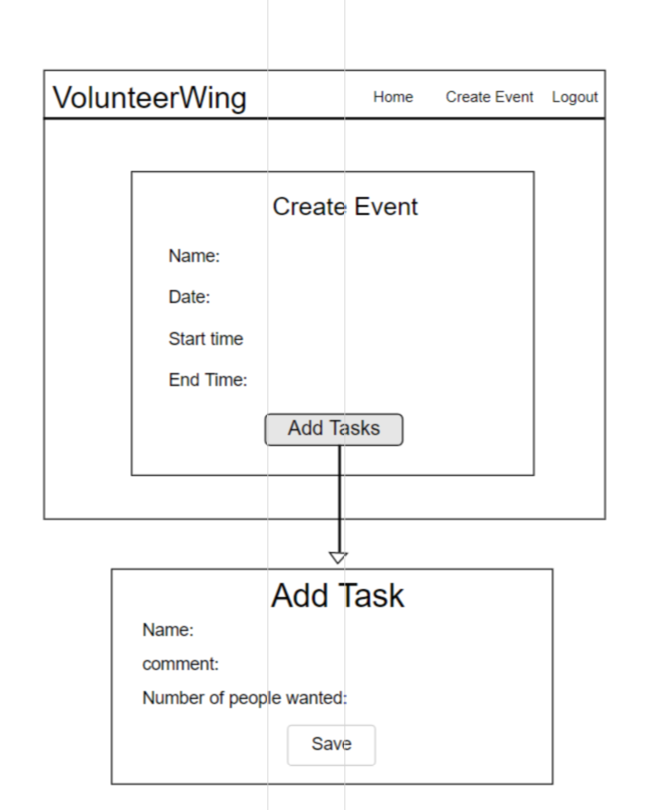 VolunteerWing Home Create Event Logout
Create Event
Name:
Date:
Start time
End Time:
Add Tasks
Add Task
Name:
comment:
Number of people wanted:
Save